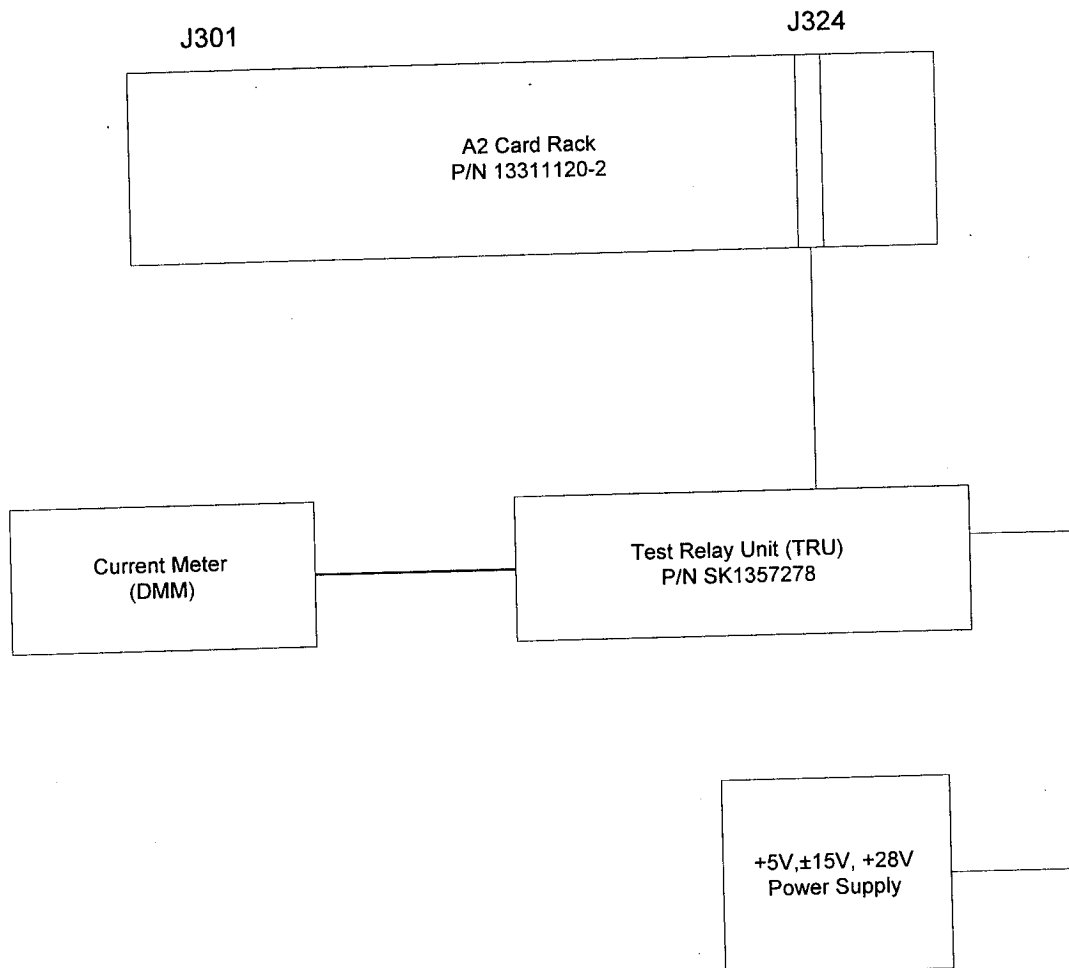 J301
J324
A2 Card Rack
P/N 13311120-2
Current Meter
(DMM)
Test Relay Unit (TRU)
P/N SK1357278
+5V,±15V, +28V
Power Supply